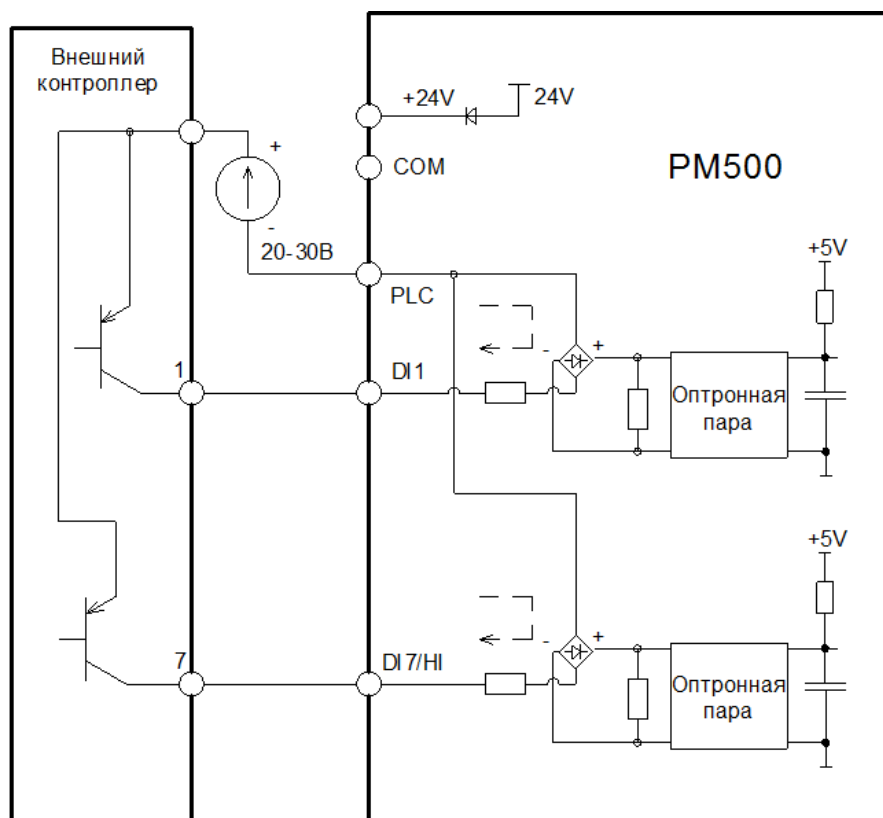 Внешний
контроллер
+24V
24V
COM
PM500
+
-
20-30В
PLC
+5V
-
+
1
DI1
Оптронная
пара
+5V
-
+
7
DI7/HI
Оптронная
пара